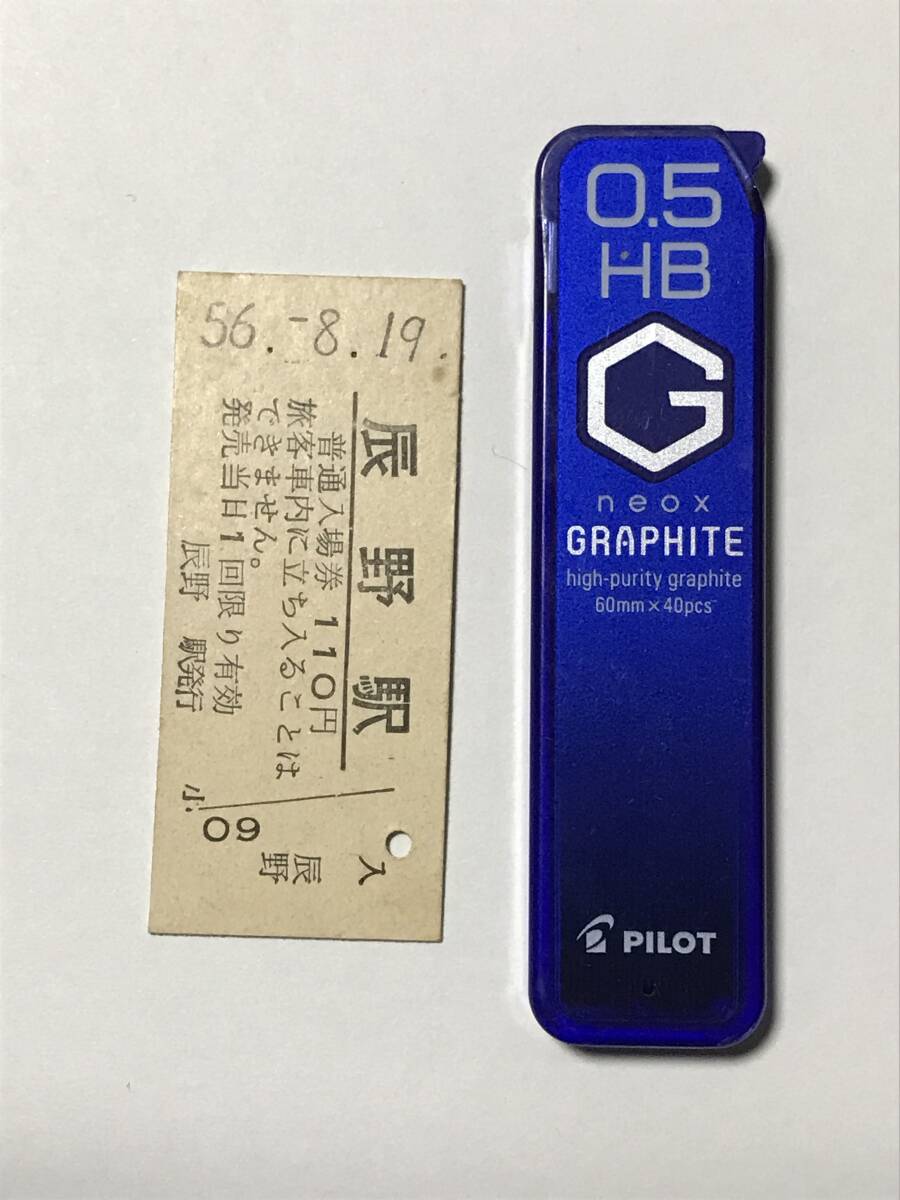 56.-8.19.
辰野駅
普通入場券 110円
旅客車内に立ち入ることは
できません。
発売当日1回限り有効
辰野 駅発行
小 60
入
辰野
0.5
HB
G
neox
GRAPHITE
high-purity graphite
60mm×40pcs
PILOT